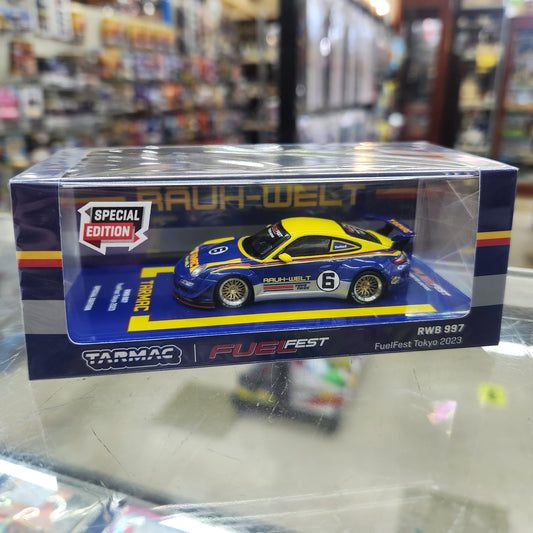 RAUH-WELT
SPECIAL
EDITION
TARMAC
RAUH-WELT
6
TARMAC
FUELFEST
RWB 997
FuelFest Tokyo 2023